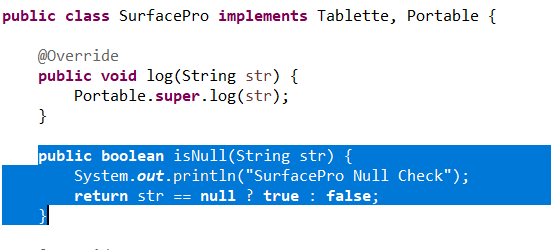 public class SurfacePro implements Tablette, Portable {
@Override
public void log(String str) {
Portable.super.log(str);
}
public boolean isNull(String str) {
System.out.println("SurfacePro Null Check");
return str == null ? true : false;
}